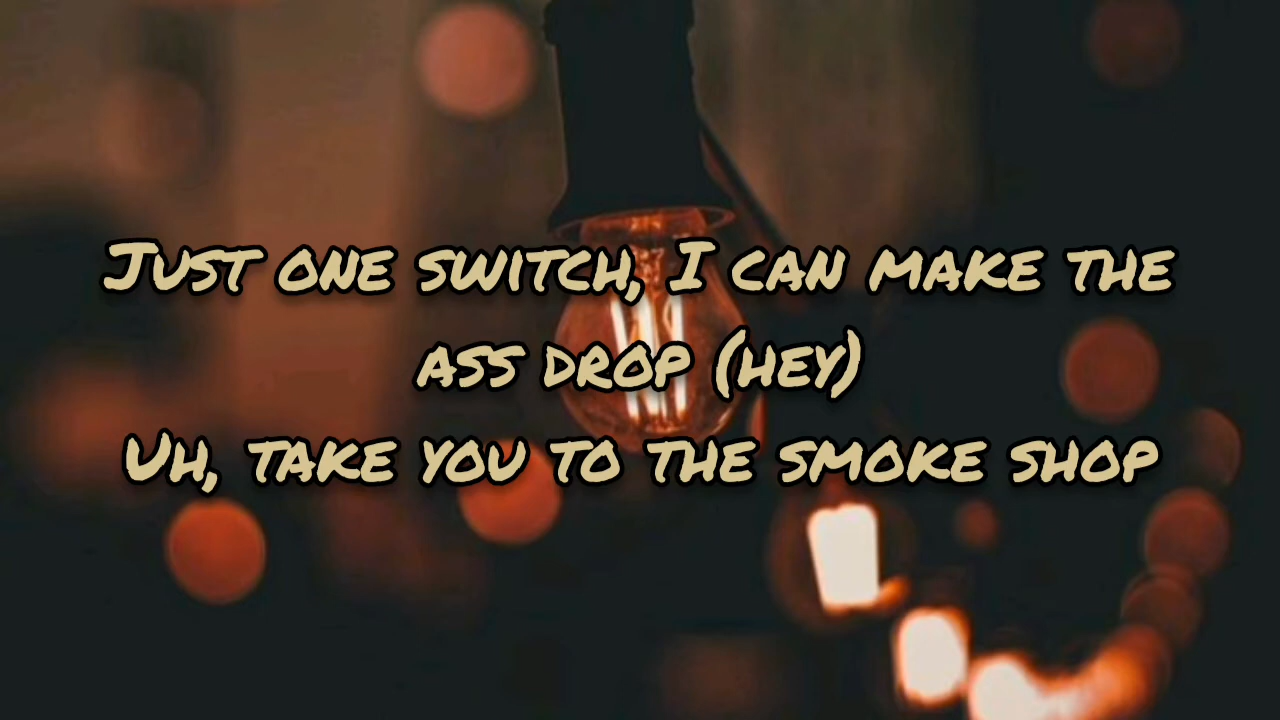 Just one switch, I can make the
ass drop (hey)
Uh, take you to the smoke shop